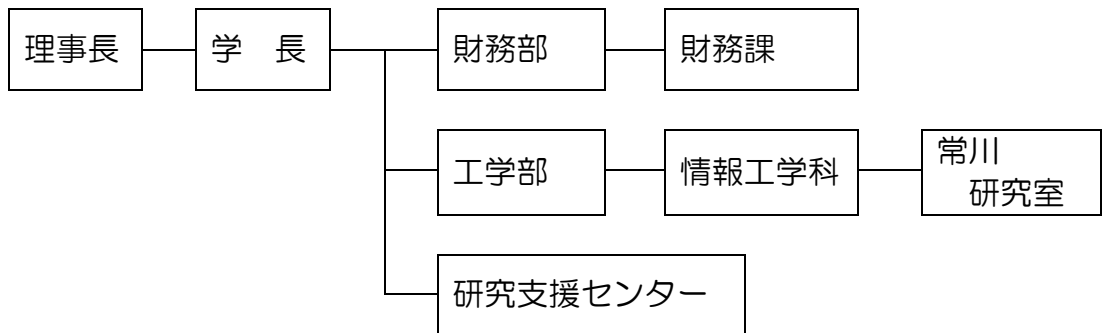 理事長
学　長
財務部
財務課
工学部
情報工学科
常川
研究室
研究支援センター